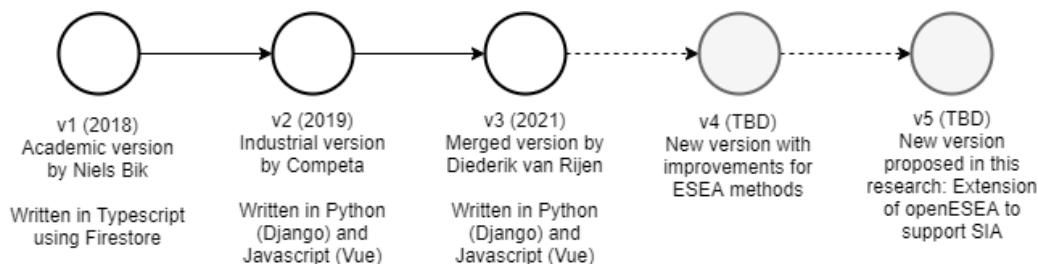 v1 (2018)
Academic version
by Niels Bik
Written in Typescript
using Firestore
v2 (2019)
Industrial version
by Competa
Written in Python
(Django) and
Javascript (Vue)
v3 (2021)
Merged version by
Diederik van Rijen
Written in Python
(Django) and
Javascript (Vue)
v4 (TBD)
New version with
improvements for
ESEA methods
v5 (TBD)
New version
proposed in this
research: Extension
of openESEA to
support SIA